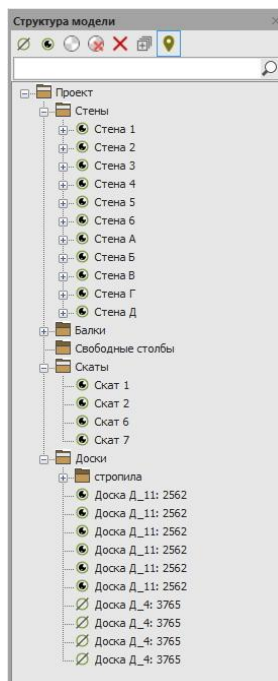 Структура модели
Проект
Стены
Стена 1
Стена 2
Стена 3
Стена 4
Стена 5
Стена 6
Стена А
Стена Б
Стена В
Стена Г
Стена Д
Балки
Свободные столбы
Скаты
Скат 1
Скат 2
Скат 6
Скат 7
Доски
стропила
Доска Д_11: 2562
Доска Д_11: 2562
Доска Д_11: 2562
Доска Д_11: 2562
Доска Д_11: 2562
Доска Д_11: 2562
Доска Д_4: 3765
Доска Д_4: 3765
Доска Д_4: 3765
Доска Д_4: 3765